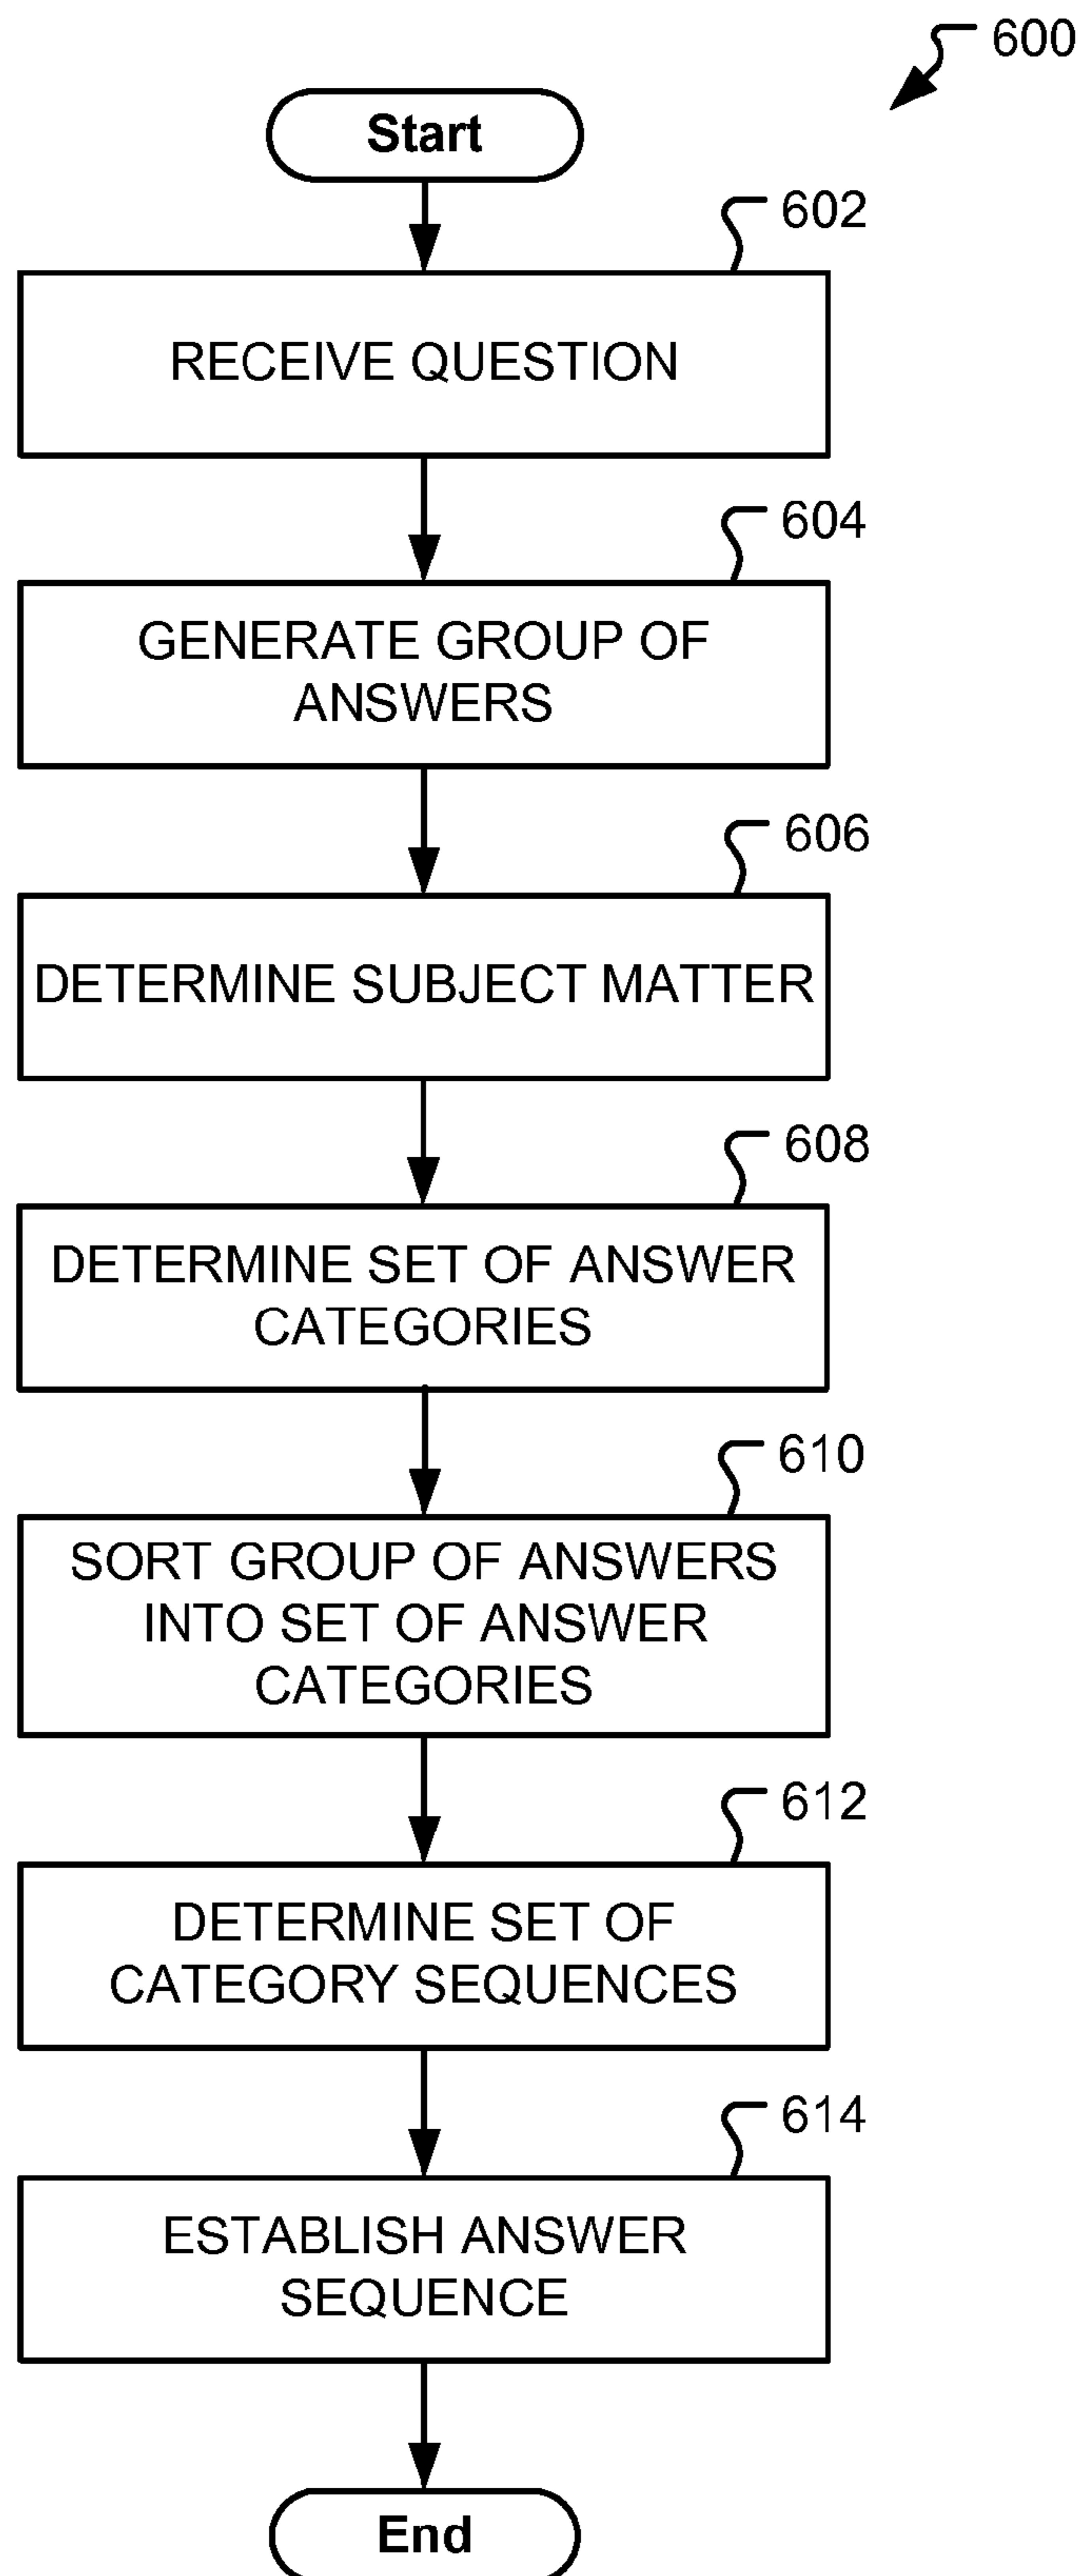 600
Start
602
RECEIVE QUESTION
604
GENERATE GROUP OF
ANSWERS
606
DETERMINE SUBJECT MATTER
608
DETERMINE SET OF ANSWER
CATEGORIES
610
SORT GROUP OF ANSWERS
INTO SET OF ANSWER
CATEGORIES
612
DETERMINE SET OF
CATEGORY SEQUENCES
614
ESTABLISH ANSWER
SEQUENCE
End